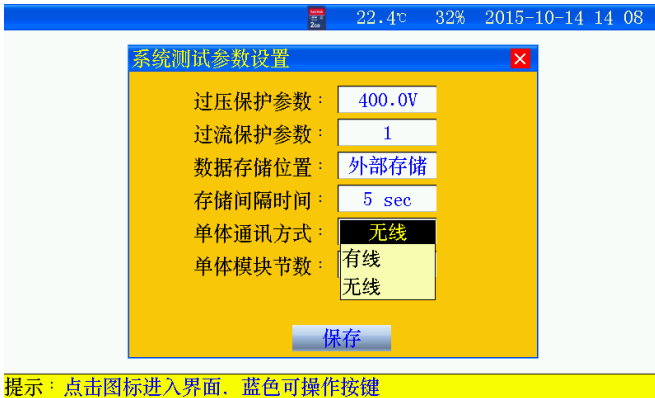 22.4℃ 32% 2015-10-14 14 08
系统测试参数设置
过压保护参数： 400.0V
过流保护参数： 1
数据存储位置： 外部存储
存储间隔时间： 5 sec
单体通讯方式： 无线
有线
单体模块节数：
无线
保存
提示：点击图标进入界面．蓝色可操作按键